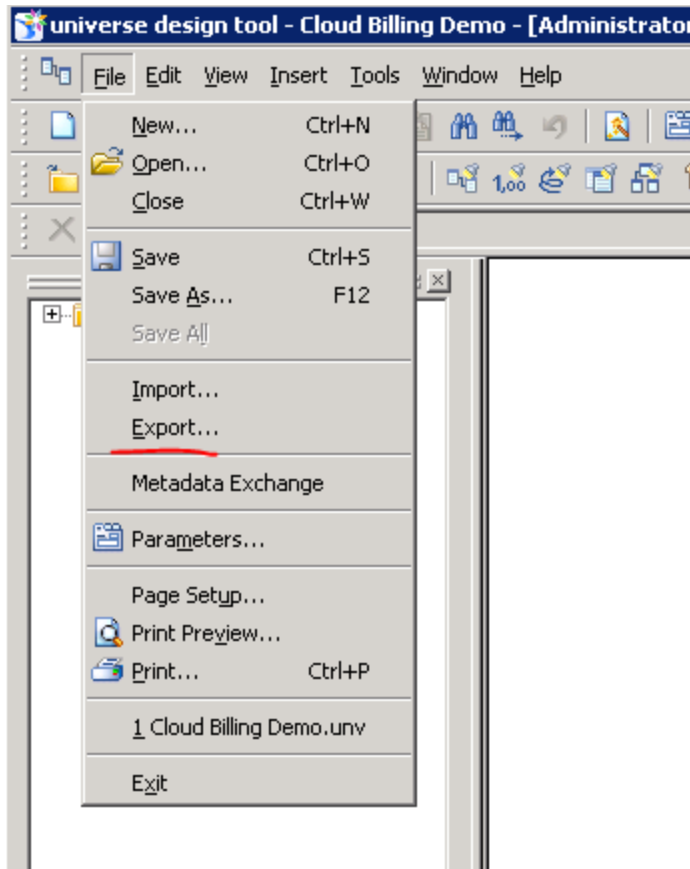 universe design tool - Cloud Billing Demo - [Administrator
File Edit View Insert Tools Window Help
New... Ctrl+N
Open... Ctrl+O
Close Ctrl+W
1,00
Save Ctrl+S
Save As... F12
Save All
Import...
Export...
Metadata Exchange
Parameters...
Page Setup...
Print Preview...
Print... Ctrl+P
1 Cloud Billing Demo.unv
Exit